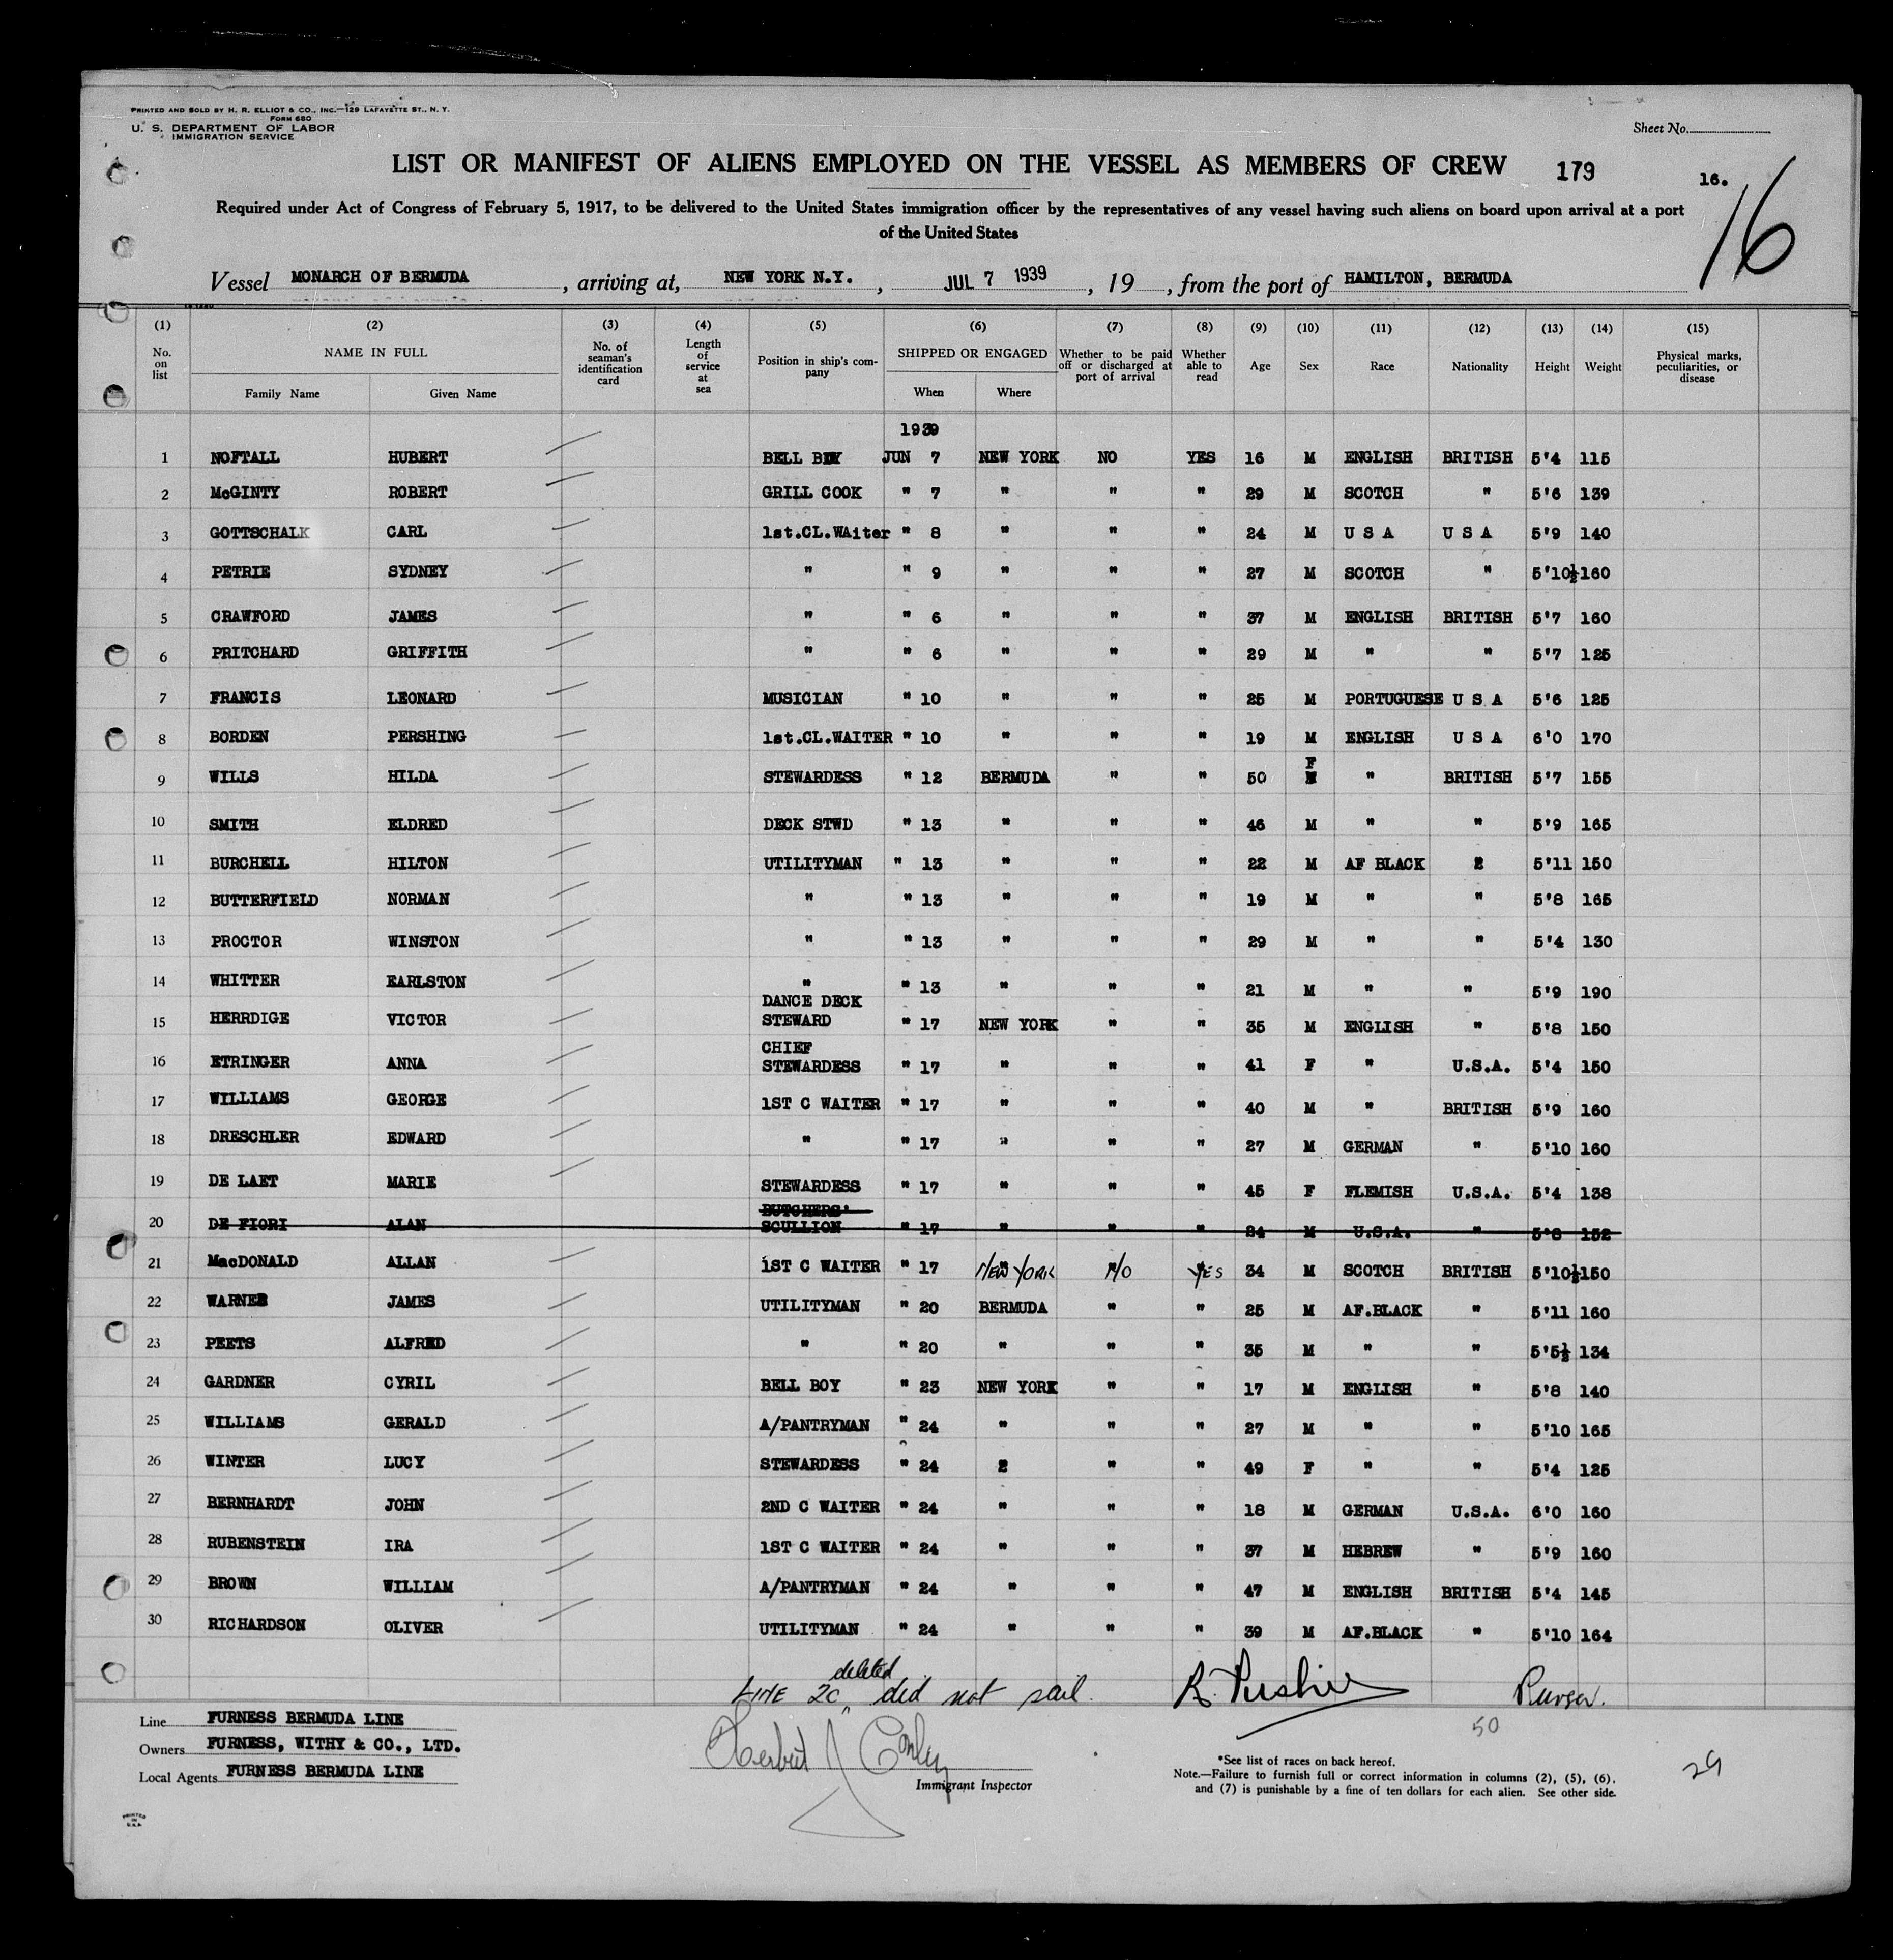 PRINTED AND SOLD BY H. R. ELLIOT & CO., INC.—129 LAFAYETTE ST., N. Y.
FORM 680
U. S. DEPARTMENT OF LABOR
IMMIGRATION SERVICE
Sheet No.
LIST OR MANIFEST OF ALIENS EMPLOYED ON THE VESSEL AS MEMBERS OF CREW 179 16.
16
Required under Act of Congress of February 5, 1917, to be delivered to the United States immigration officer by the representatives of any vessel having such aliens on board upon arrival at a port
of the United States
Vessel MONARCH OF BERMUDA, arriving at, NEW YORK N.Y., JUL 7 1939, 19, from the port of HAMILTON, BERMUDA
(1) (2) (3) (4) (5) (6) (7) (8) (9) (10) (11) (12) (13) (14) (15)
No. on list NAME IN FULL Family Name Given Name No. of seaman's identification card Length of service at sea Position in ship's company SHIPPED OR ENGAGED When Where Whether to be paid off or discharged at port of arrival Whether able to read Age Sex Race Nationality Height Weight Physical marks, peculiarities, or disease
1939
1 NOFTALL HUBERT BELL BOY JUN 7 NEW YORK NO YES 16 M ENGLISH BRITISH 5'4 115
2 McGINTY ROBERT GRILL COOK " 7 " " " 29 M SCOTCH " 5'6 139
3 GOTTSCHALK CARL 1st.CL.WAiter " 8 " " " 24 M U S A U S A 5'9 140
4 PETRIE SYDNEY " " 9 " " " 27 M SCOTCH " 5'10½ 160
5 CRAWFORD JAMES " " 6 " " " 37 M ENGLISH BRITISH 5'7 160
6 PRITCHARD GRIFFITH " " 6 " " " 29 M " " 5'7 125
7 FRANCIS LEONARD MUSICIAN " 10 " " " 25 M PORTUGUESE U S A 5'6 125
8 BORDEN PERSHING 1st.CL.WAITER " 10 " " " 19 M ENGLISH U S A 6'0 170
9 WILLS HILDA STEWARDESS " 12 BERMUDA " " 50 F " BRITISH 5'7 155
10 SMITH ELDRED DECK STWD " 13 " " " 46 M " " 5'9 165
11 BURCHELL HILTON UTILITYMAN " 13 " " " 22 M AF BLACK 2 5'11 150
12 BUTTERFIELD NORMAN " " 13 " " " 19 M " " 5'8 165
13 PROCTOR WINSTON " " 13 " " " 29 M " " 5'4 130
14 WHITTER EARLSTON " " 13 " " " 21 M " " 5'9 190
15 HERRDIGE VICTOR DANCE DECK STEWARD " 17 NEW YORK " " 35 M ENGLISH " 5'8 150
16 ETRINGER ANNA CHIEF STEWARDESS " 17 " " " 41 F " U.S.A. 5'4 150
17 WILLIAMS GEORGE 1ST C WAITER " 17 " " " 40 M " BRITISH 5'9 160
18 DRESCHLER EDWARD " " 17 " " " 27 M GERMAN " 5'10 160
19 DE LAET MARIE STEWARDESS " 17 " " " 45 F FLEMISH U.S.A. 5'4 138
20 DE FIORI ALAN BUTCHERS' SCULLION " 17 " " " 24 M U.S.A. " 5'8 152
21 MacDONALD ALLAN 1ST C WAITER " 17 NEW YORK NO YES 34 M SCOTCH BRITISH 5'10½ 150
22 WARNER JAMES UTILITYMAN " 20 BERMUDA " " 25 M AF.BLACK " 5'11 160
23 PEETS ALFRED " " 20 " " " 35 M " " 5'5½ 134
24 GARDNER CYRIL BELL BOY " 23 NEW YORK " " 17 M ENGLISH " 5'8 140
25 WILLIAMS GERALD A/PANTRYMAN " 24 " " " 27 M " " 5'10 165
26 WINTER LUCY STEWARDESS " 24 2 " " 49 F " " 5'4 125
27 BERNHARDT JOHN 2ND C WAITER " 24 " " " 18 M GERMAN U.S.A. 6'0 160
28 RUBENSTEIN IRA 1ST C WAITER " 24 " " " 37 M HEBREW " 5'9 160
29 BROWN WILLIAM A/PANTRYMAN " 24 " " " 47 M ENGLISH BRITISH 5'4 145
30 RICHARDSON OLIVER UTILITYMAN " 24 " " " 39 M AF.BLACK " 5'10 164
deleted
LINE 20, did not sail. R. Purser.
Line FURNESS BERMUDA LINE
Owners FURNESS, WITHY & CO., LTD.
Local Agents FURNESS BERMUDA LINE
Herbert J
Immigrant Inspector
50
29
*See list of races on back hereof.
Note.—Failure to furnish full or correct information in columns (2), (5), (6),
and (7) is punishable by a fine of ten dollars for each alien. See other side.
PRINTED
IN
U.S.A.